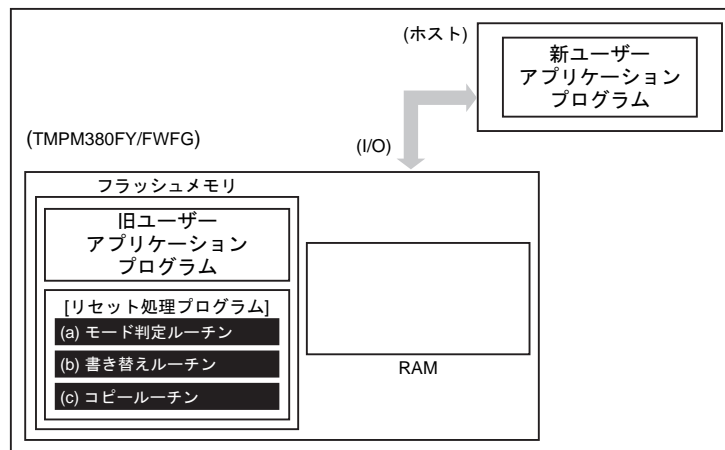 (ホスト)
新ユーザー
アプリケーション
プログラム
(TMPM380FY/FWFG)
(I/O)
フラッシュメモリ
旧ユーザー
アプリケーション
プログラム
[リセット処理プログラム]
(a) モード判定ルーチン
(b) 書き替えルーチン
(c) コピールーチン
RAM